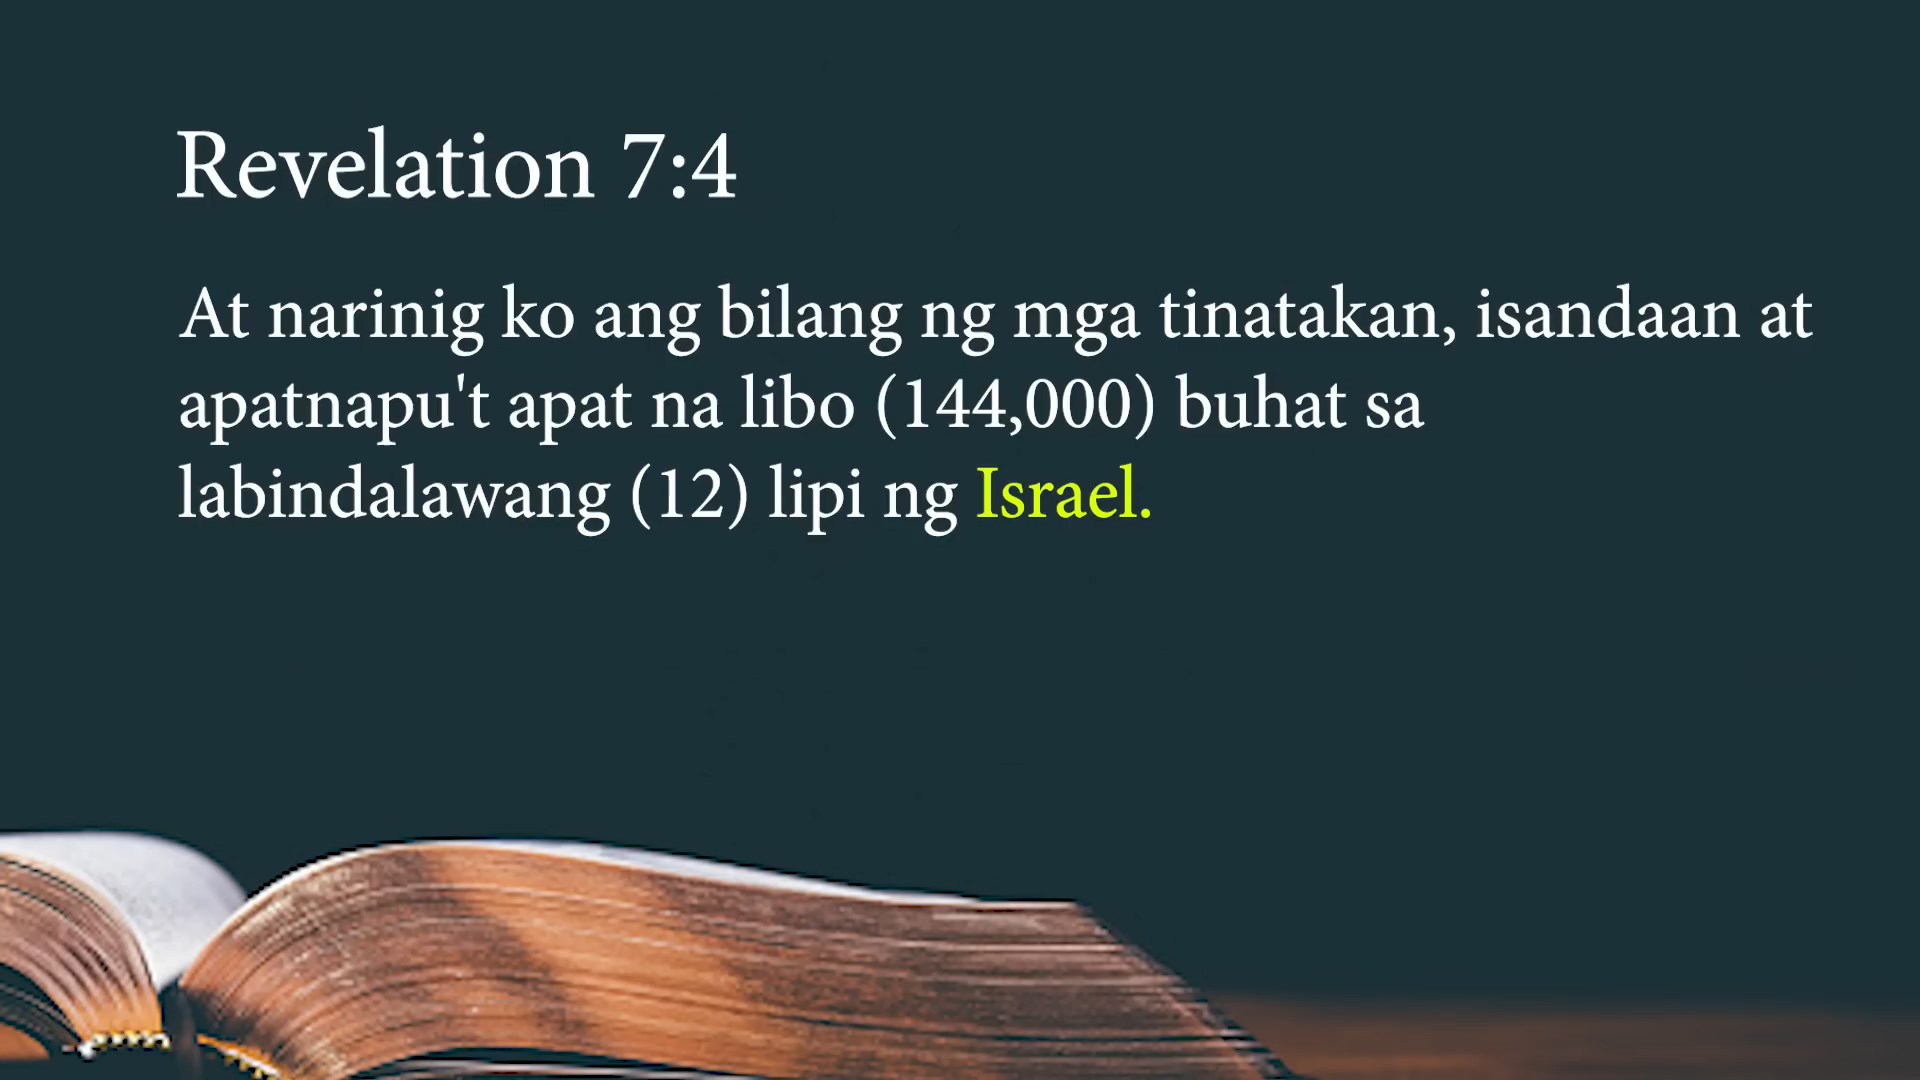 Revelation 7:4
At narinig ko ang bilang ng mga tinatakan, isandaan at
apatnapu't apat na libo (144,000) buhat sa
labindalawang (12) lipi ng Israel.